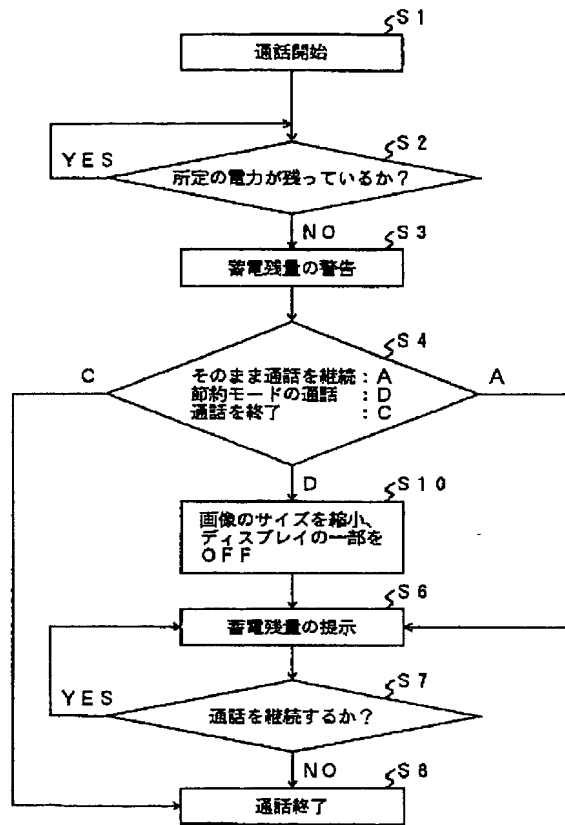 S1
通話開始
S2
YES
所定の電力が残っているか?
NO
S3
蓄電残量の警告
S4
C
A
そのまま通話を継続:A
節約モードの通話 :D
通話を終了 :C
D
S10
画像のサイズを縮小、
ディスプレイの一部を
OFF
S6
蓄電残量の提示
S7
YES
通話を継続するか?
NO
S8
通話終了